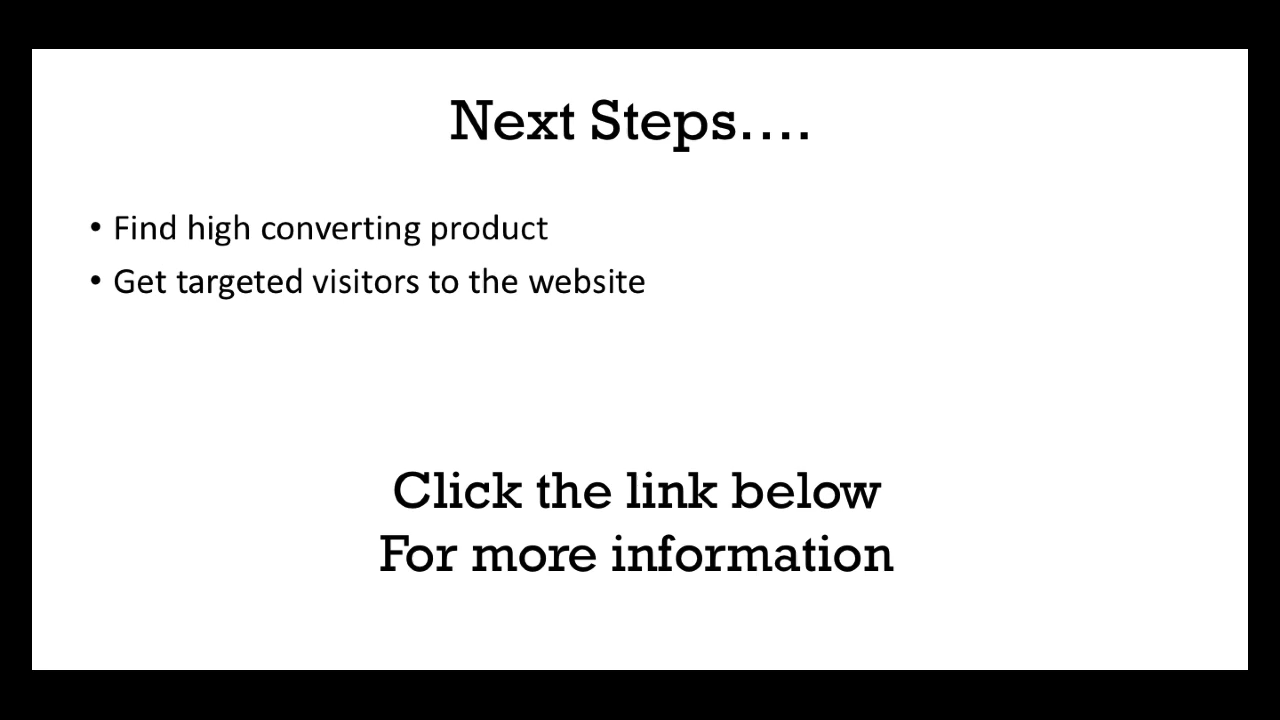 Next Steps....
• Find high converting product
• Get targeted visitors to the website
Click the link below
For more information